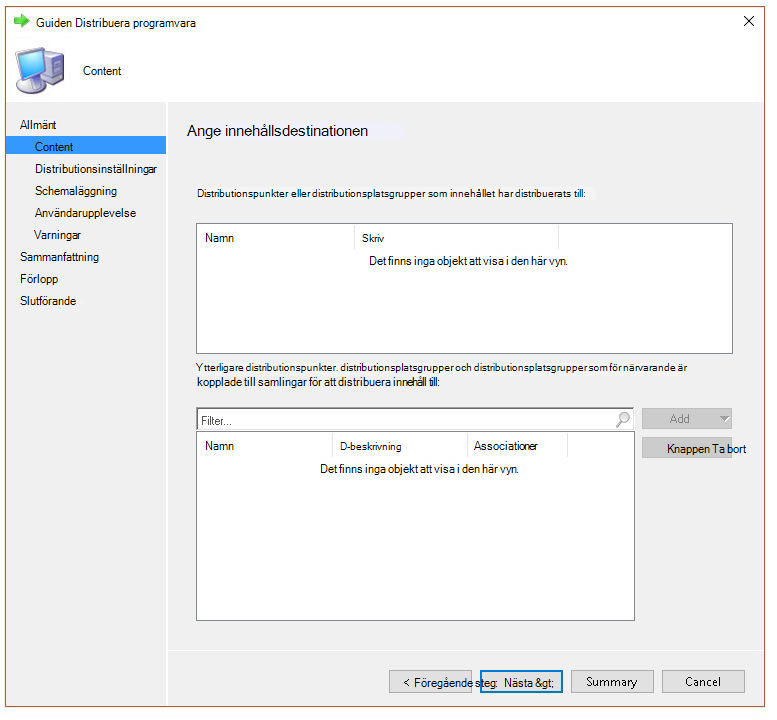 Guiden Distribuera programvara
Content
Allmänt
Content
Distributionsinställningar
Schemaläggning
Användarupplevelse
Varningar
Sammanfattning
Förlopp
Slutförande
Ange innehållsdestinationen
Distributionspunkter eller distributionsplatsgrupper som innehållet har distribuerats till:
Namn Skriv
Det finns inga objekt att visa i den här vyn.
Ytterligare distributionspunkter. distributionsplatsgrupper och distributionsplatsgrupper som för närvarande är
kopplade till samlingar för att distribuera innehåll till:
Filter... Add
Knappen Ta bort
Namn D-beskrivning Associationer
Det finns inga objekt att visa i den här vyn.
< Föregående steg: Nästa &gt; Summary Cancel